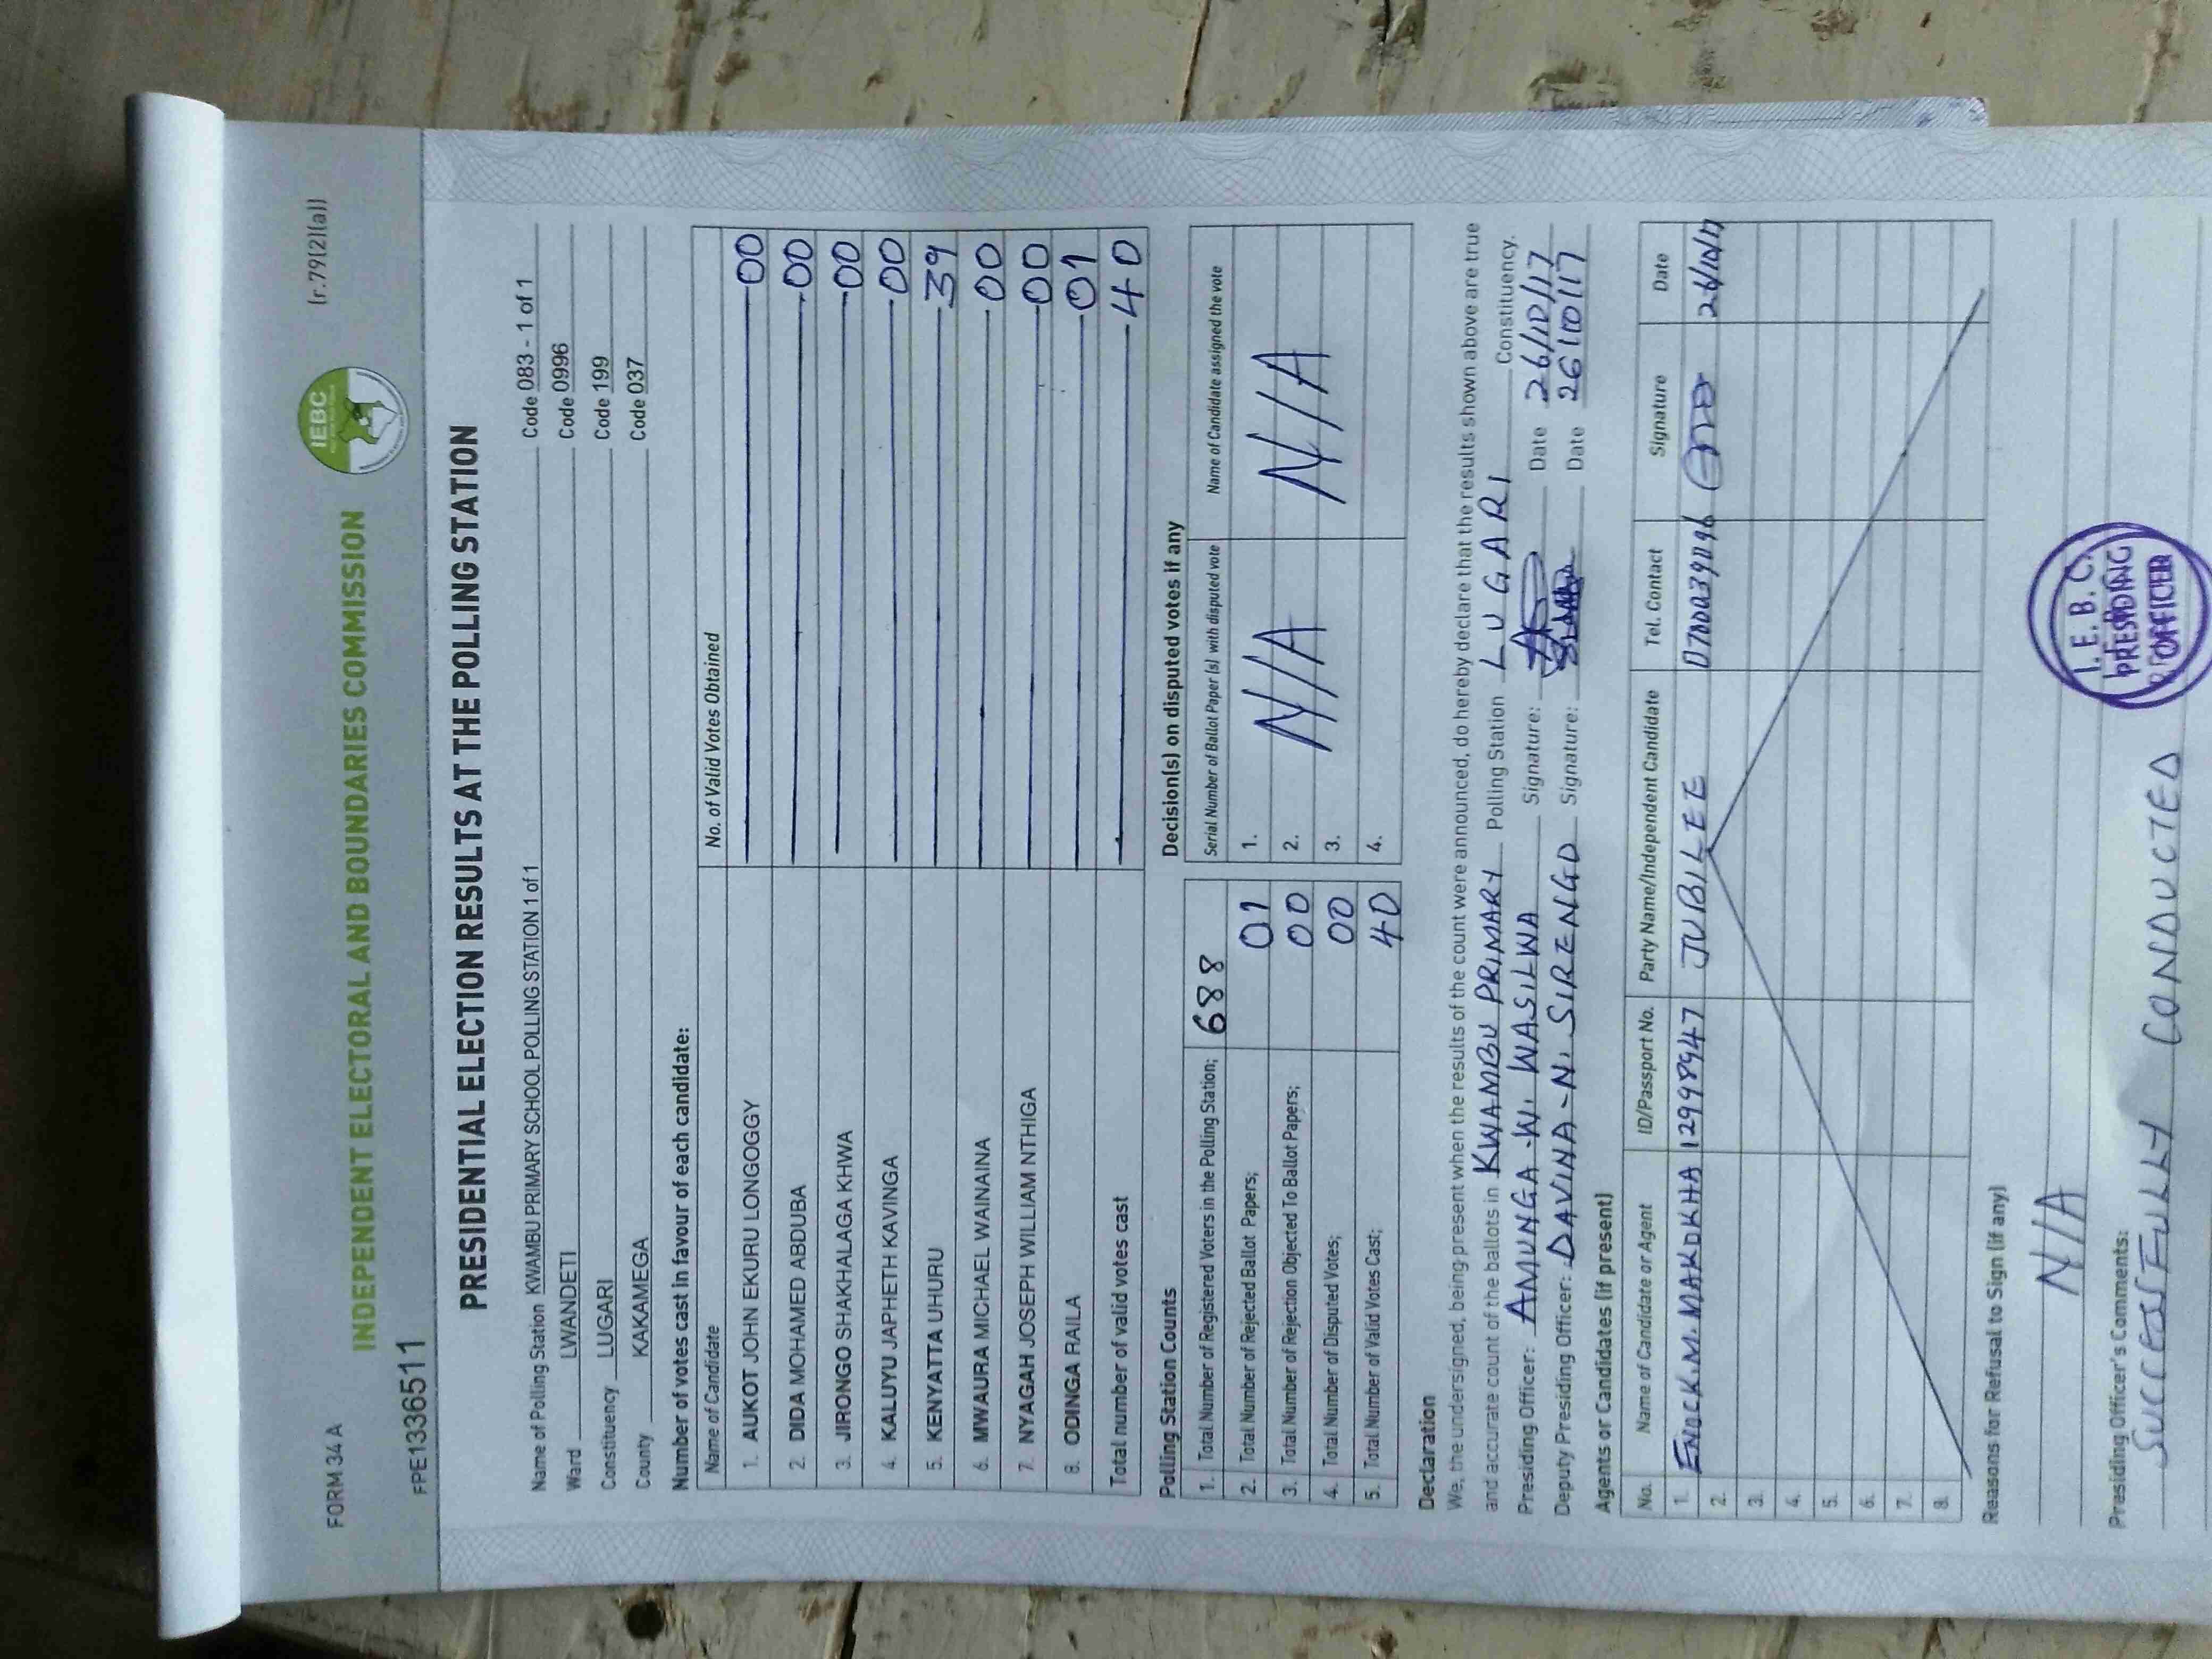 FORM 34 A
(r.79(2)(a))
IEBC
INDEPENDENT ELECTORAL AND BOUNDARIES COMMISSION
FPE1336511
PRESIDENTIAL ELECTION RESULTS AT THE POLLING STATION
Name of Polling Station KWAMBU PRIMARY SCHOOL POLLING STATION 1 of 1 Code 083 - 1 of 1
Ward LWANDETI Code 0996
Constituency LUGARI Code 199
County KAKAMEGA Code 037
Number of votes cast in favour of each candidate:
Name of Candidate No. of Valid Votes Obtained
1. AUKOT JOHN EKURU LONGOGGY 00
2. DIDA MOHAMED ABDUBA 00
3. JIRONGO SHAKHALAGA KHWA 00
4. KALUYU JAPHETH KAVINGA 00
5. KENYATTA UHURU 39
6. MWAURA MICHAEL WAINAINA 00
7. NYAGAH JOSEPH WILLIAM NTHIGA 00
8. ODINGA RAILA 01
Total number of valid votes cast 40
Polling Station Counts
1. Total Number of Registered Voters in the Polling Station; 688
2. Total Number of Rejected Ballot Papers; 01
3. Total Number of Rejection Objected To Ballot Papers; 00
4. Total Number of Disputed Votes; 00
5. Total Number of Valid Votes Cast; 40
Decision(s) on disputed votes if any
Serial Number of Ballot Paper (s) with disputed vote Name of Candidate assigned the vote
1.
2. N/A N/A
3.
4.
Declaration
We, the undersigned, being present when the results of the count were announced, do hereby declare that the results shown above are true
and accurate count of the ballots in KWAMBU PRIMARY Polling Station LUGARI Constituency.
Presiding Officer: AMUNGA -W. WASILWA Signature: Date 26/10/17
Deputy Presiding Officer: DAVINA - N. SIRENGO Signature: Date 26/10/17
Agents or Candidates (if present)
No. Name of Candidate or Agent ID/Passport No. Party Name/Independent Candidate Tel. Contact Signature Date
1. ENOCK.M.MAKOKHA 12998947 JUBILEE 26/10/17
2.
3.
4.
5.
6.
7.
8.
Reasons for Refusal to Sign (if any)
N/A
Presiding Officer's Comments:
SUCCESSFULLY CONDUCTED
I. E. B. C.
PRESIDING
OFFICER